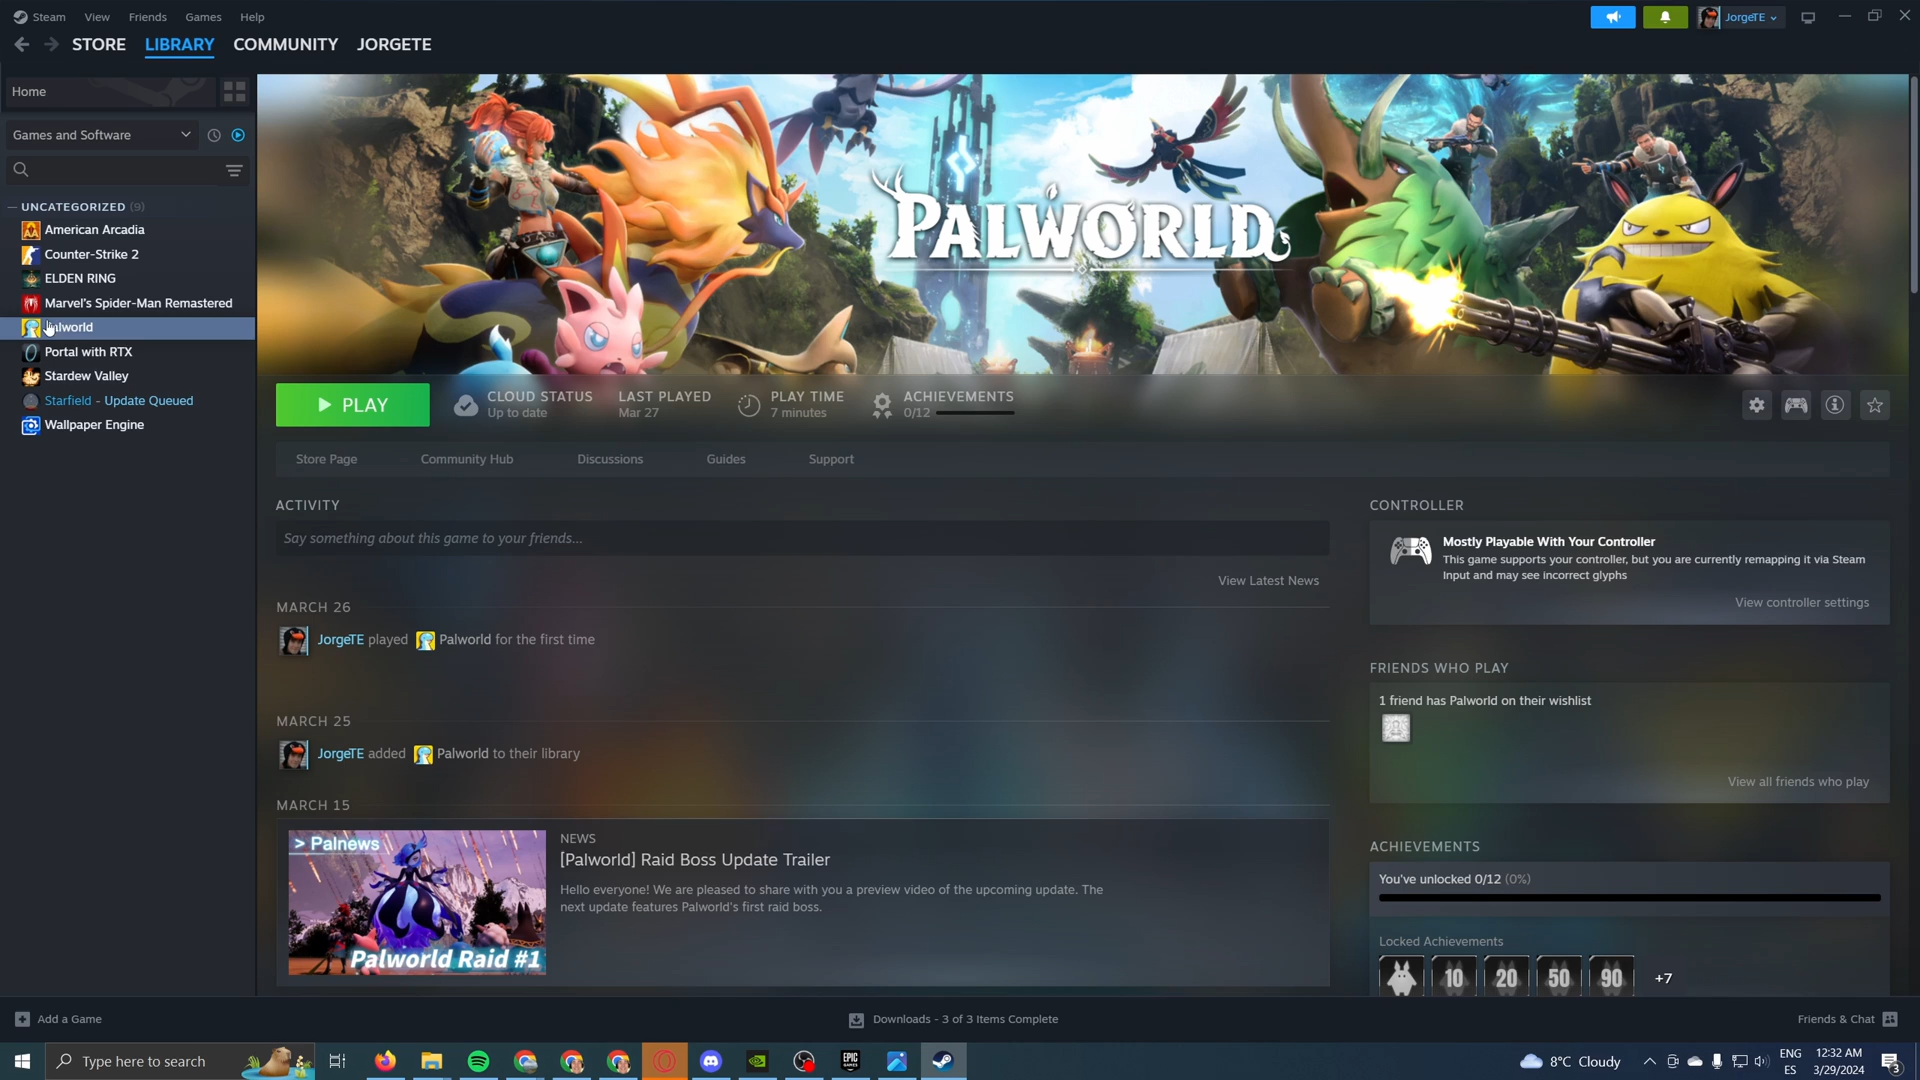 Steam View Friends Games Help
JorgeTE
STORE LIBRARY COMMUNITY JORGETE
Home
Games and Software
UNCATEGORIZED (9)
American Arcadia
Counter-Strike 2
ELDEN RING
Marvel's Spider-Man Remastered
alworld
Portal with RTX
Stardew Valley
Starfield - Update Queued
Wallpaper Engine
PALWORLD
PLAY
CLOUD STATUS
Up to date
LAST PLAYED
Mar 27
PLAY TIME
7 minutes
ACHIEVEMENTS
0/12
Store Page Community Hub Discussions Guides Support
ACTIVITY
Say something about this game to your friends...
View Latest News
MARCH 26
JorgeTE played Palworld for the first time
MARCH 25
JorgeTE added Palworld to their library
MARCH 15
> Palnews
Palworld Raid #1
NEWS
[Palworld] Raid Boss Update Trailer
Hello everyone! We are pleased to share with you a preview video of the upcoming update. The
next update features Palworld's first raid boss.
CONTROLLER
Mostly Playable With Your Controller
This game supports your controller, but you are currently remapping it via Steam
Input and may see incorrect glyphs
View controller settings
FRIENDS WHO PLAY
1 friend has Palworld on their wishlist
View all friends who play
ACHIEVEMENTS
You've unlocked 0/12 (0%)
Locked Achievements
10 20 50 90 +7
Add a Game
Downloads - 3 of 3 Items Complete
Friends & Chat
Type here to search
EPIC GAMES
8°C Cloudy
ENG
ES
12:32 AM
3/29/2024
3